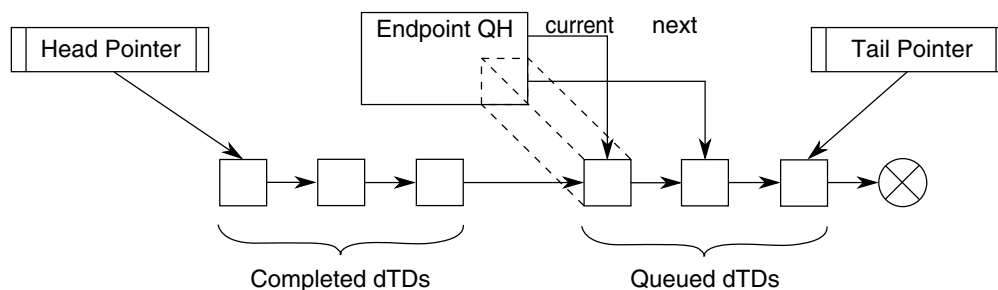 Endpoint QH
current
next
Head Pointer
Tail Pointer
Completed dTDs
Queued dTDs